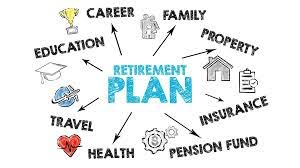 CAREER
FAMILY
EDUCATION
PROPERTY
RETIREMENT
PLAN
TRAVEL
INSURANCE
HEALTH
PENSION FUND